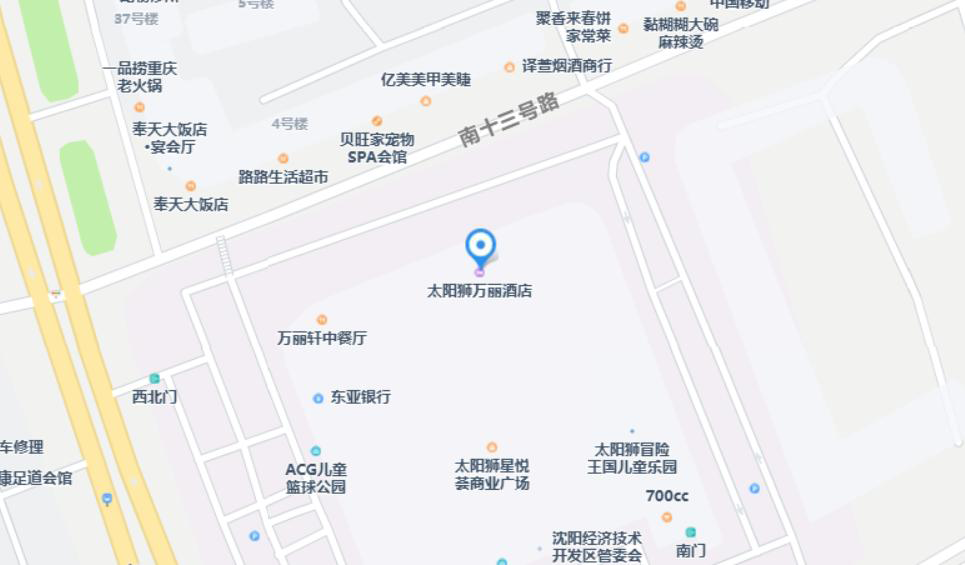 5号楼
37号楼
聚香来春饼
家常菜
黏糊糊大碗
麻辣烫
中国移动
一品捞重庆
老火锅
亿美美甲美睫
译萱烟酒商行
奉天大饭店
•宴会厅
4号楼
贝旺家宠物
SPA会馆
南十三号路
路路生活超市
奉天大饭店
太阳狮万丽酒店
万丽轩中餐厅
西北门
东亚银行
车修理
康足道会馆
ACG儿童
篮球公园
太阳狮星悦
荟商业广场
太阳狮冒险
王国儿童乐园
700cc
沈阳经济技术
开发区管委会
南门